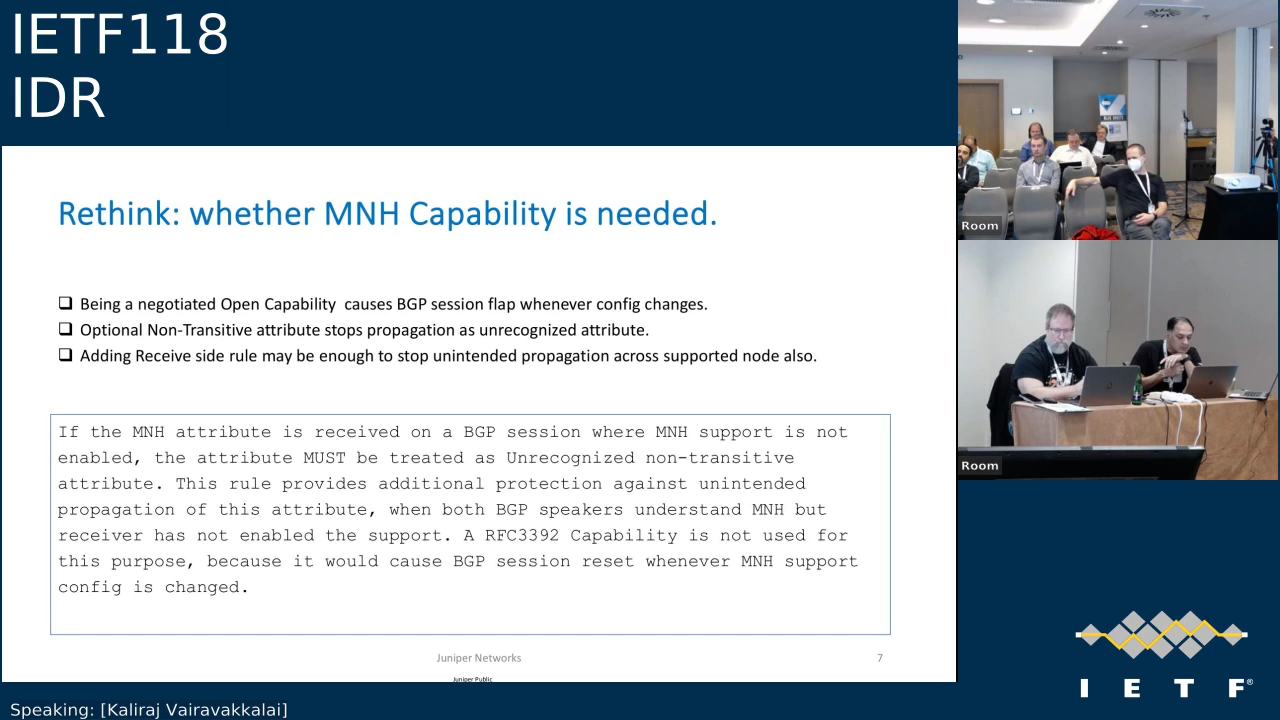 IETF118
IDR
Rethink: whether MNH Capability is needed.
Being a negotiated Open Capability causes BGP session flap whenever config changes.
Optional Non-Transitive attribute stops propagation as unrecognized attribute.
Adding Receive side rule may be enough to stop unintended propagation across supported node also.
If the MNH attribute is received on a BGP session where MNH support is not
enabled, the attribute MUST be treated as Unrecognized non-transitive
attribute. This rule provides additional protection against unintended
propagation of this attribute, when both BGP speakers understand MNH but
receiver has not enabled the support. A RFC3392 Capability is not used for
this purpose, because it would cause BGP session reset whenever MNH support
config is changed.
Juniper Networks
7
Juniper Public
Speaking: [Kaliraj Vairavakkalai]
Room
Room
I E T F®